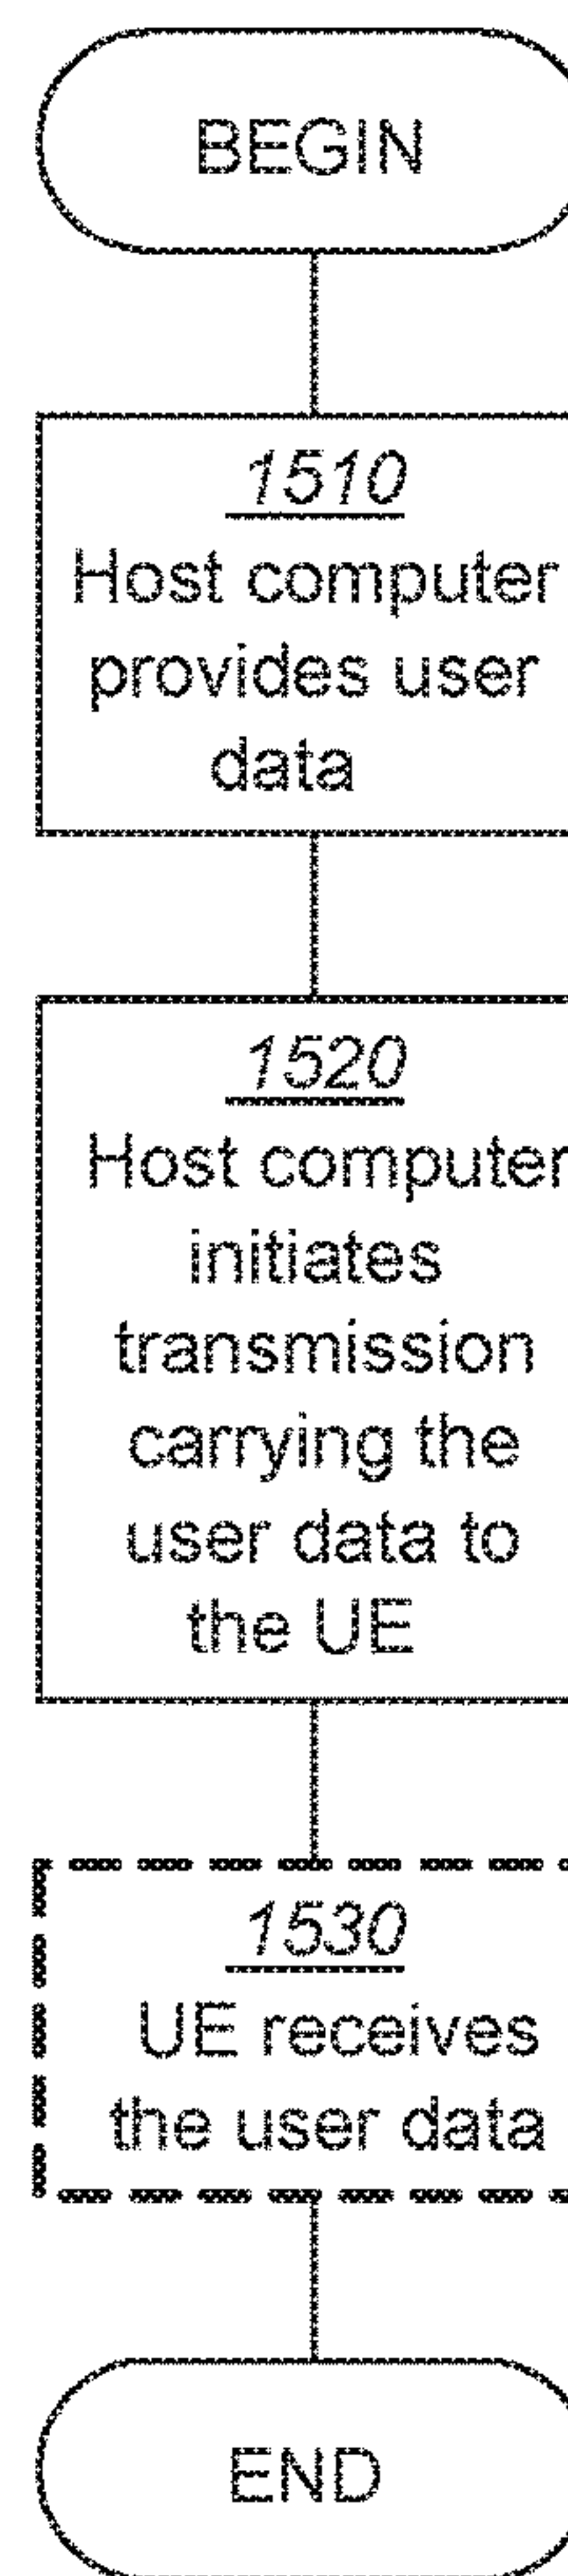 BEGIN
1510
Host computer
provides user
data
1520
Host computer
initiates
transmission
carrying the
user data to
the UE
1530
UE receives
the user data
END